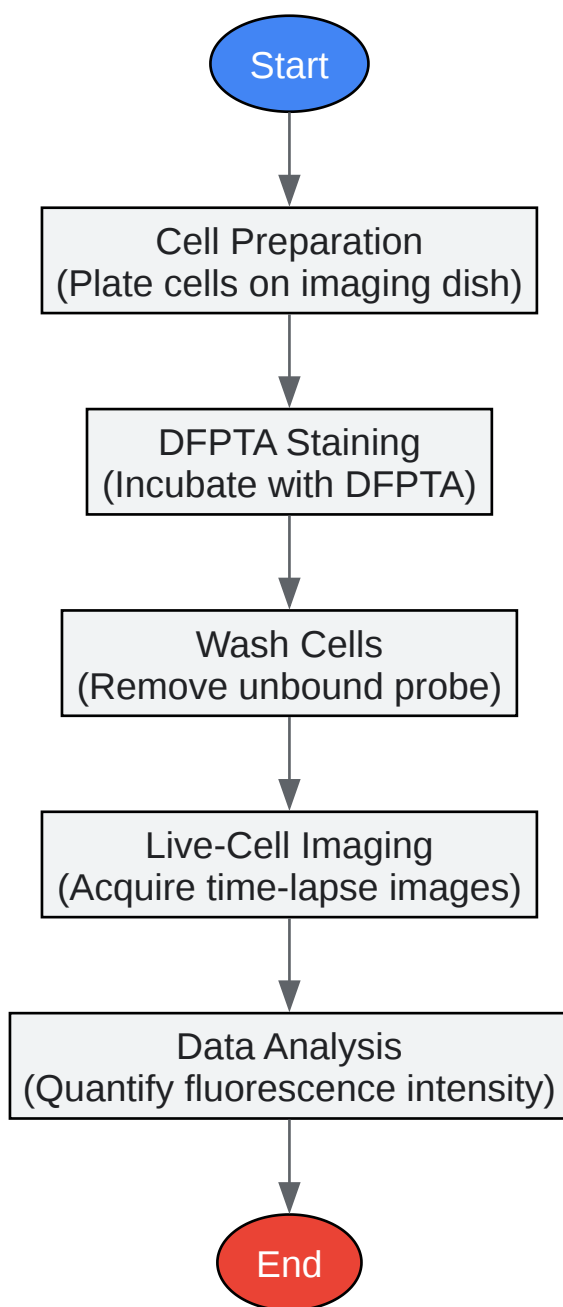 Start
Cell Preparation
(Plate cells on imaging dish)
DFPTA Staining
(Incubate with DFPTA)
Wash Cells
(Remove unbound probe)
Live-Cell Imaging
(Acquire time-lapse images)
Data Analysis
(Quantify fluorescence intensity)
End